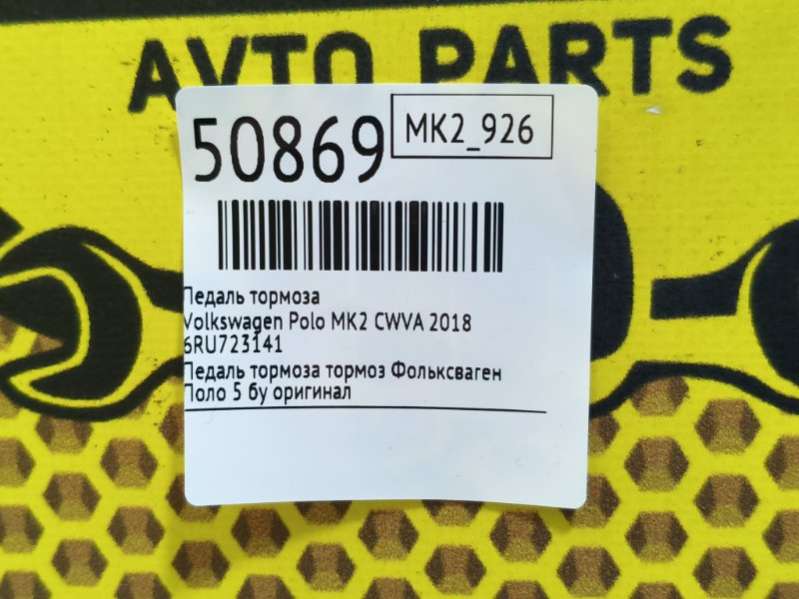 AVTO PARTS
50869
MK2_926
Педаль тормоза
Volkswagen Polo MK2 CWVA 2018
6RU723141
Педаль тормоза тормоз Фольксваген
Поло 5 бу оригинал